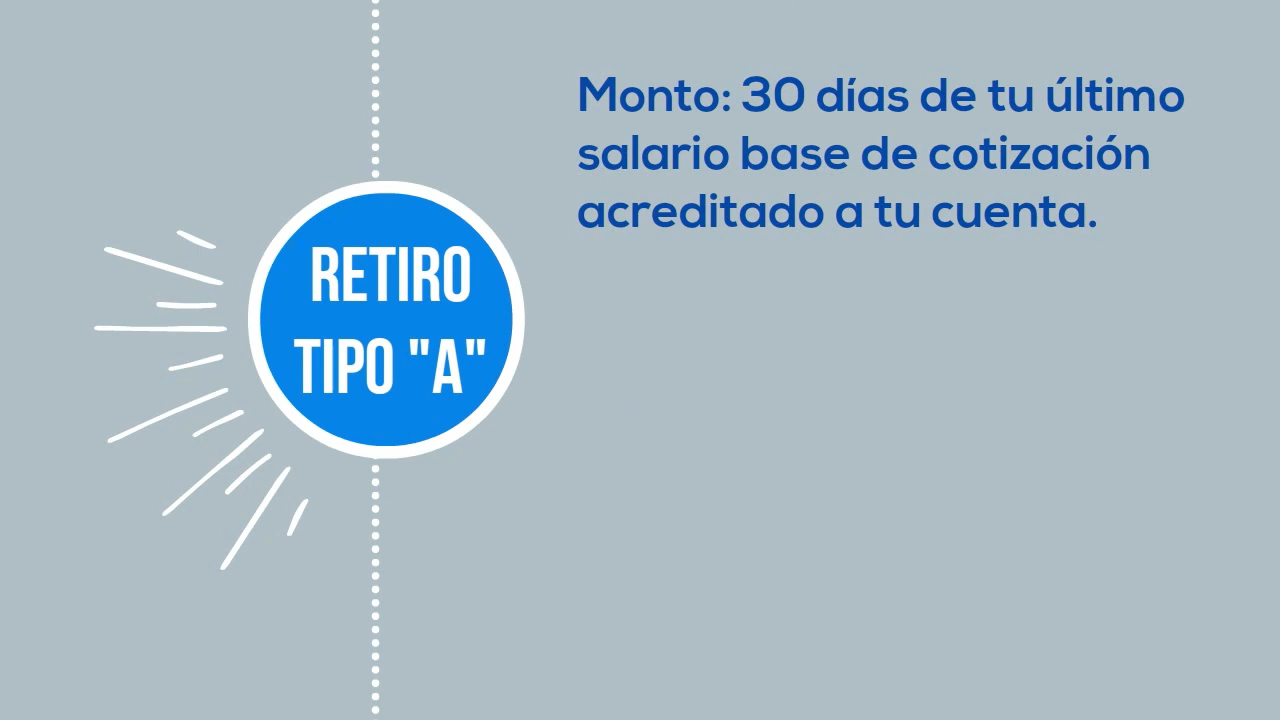 RETIRO
TIPO "A"
Monto: 30 días de tu último
salario base de cotización
acreditado a tu cuenta.